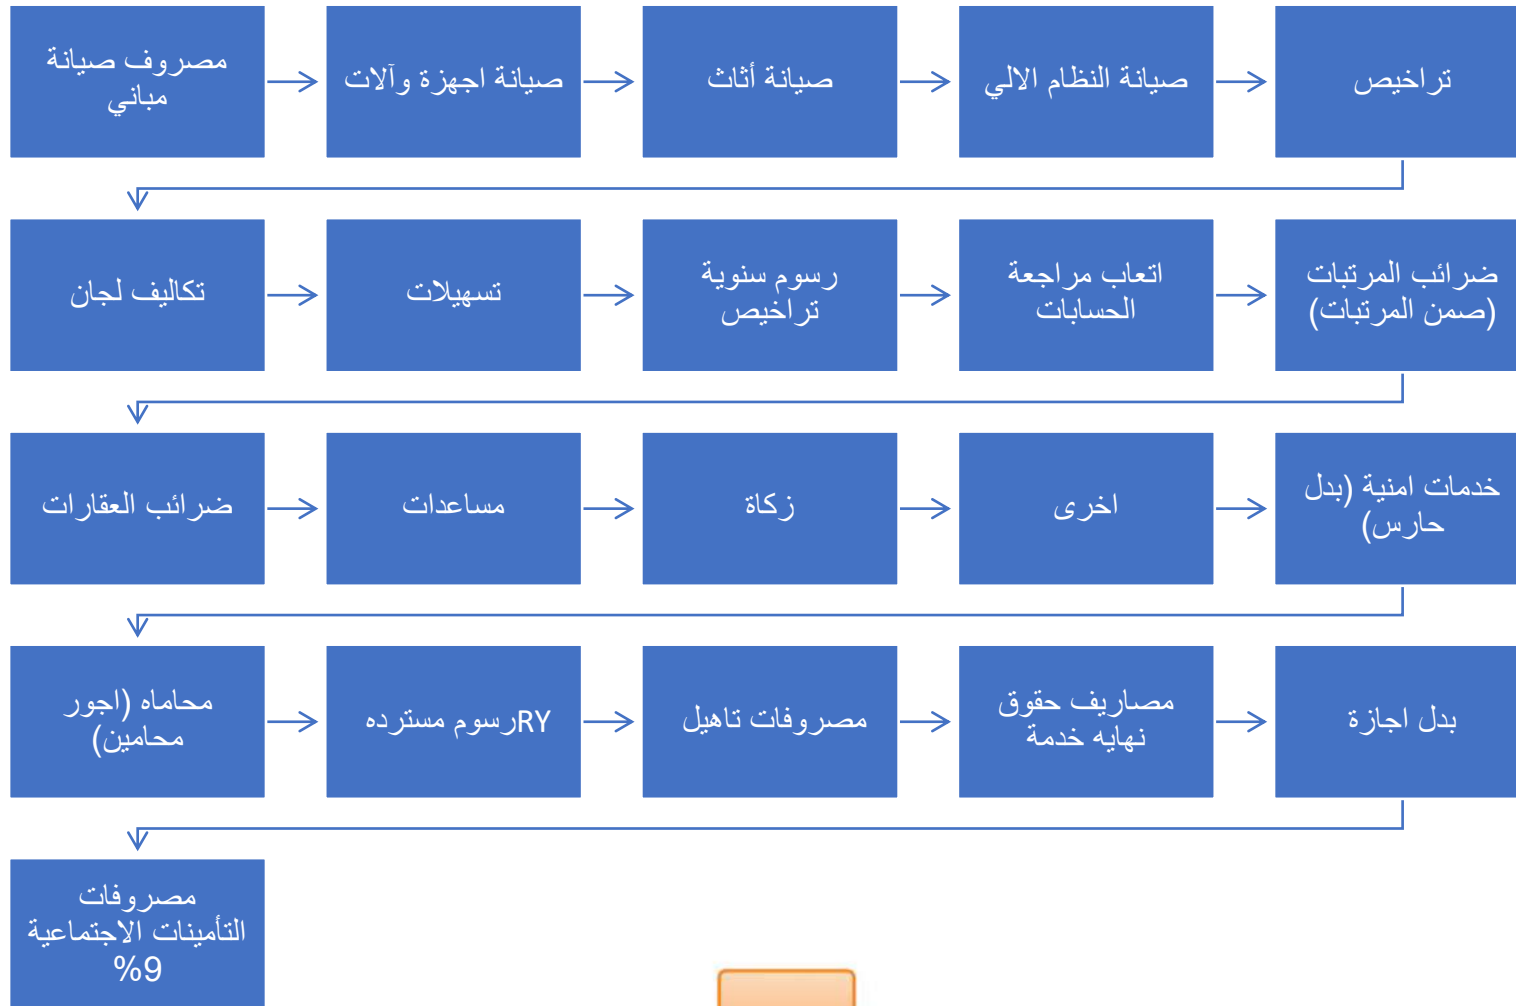 مصروف صيانة
مباني
صيانة اجهزة وآلات
صيانة أثاث
صيانة النظام الالي
تراخيص
تكاليف لجان
تسهيلات
رسوم سنوية
تراخيص
اتعاب مراجعة
الحسابات
ضرائب المرتبات
(صمن المرتبات)
ضرائب العقارات
مساعدات
زكاة
اخرى
خدمات امنية (بدل
حارس)
محاماه (اجور
محامين)
RYرسوم مسترده
مصروفات تاهيل
مصاريف حقوق
نهايه خدمة
بدل اجازة
مصروفات
التأمينات الاجتماعية
%9